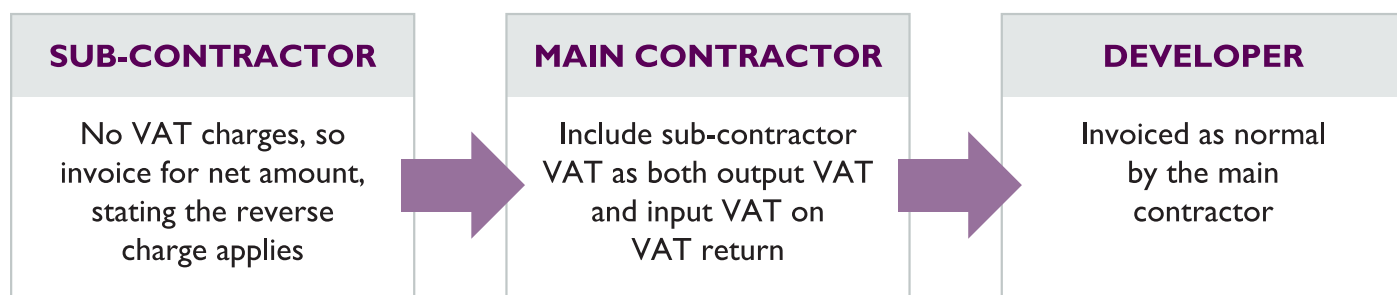 SUB-CONTRACTOR
No VAT charges, so
invoice for net amount,
stating the reverse
charge applies
MAIN CONTRACTOR
Include sub-contractor
VAT as both output VAT
and input VAT on
VAT return
DEVELOPER
Invoiced as normal
by the main
contractor